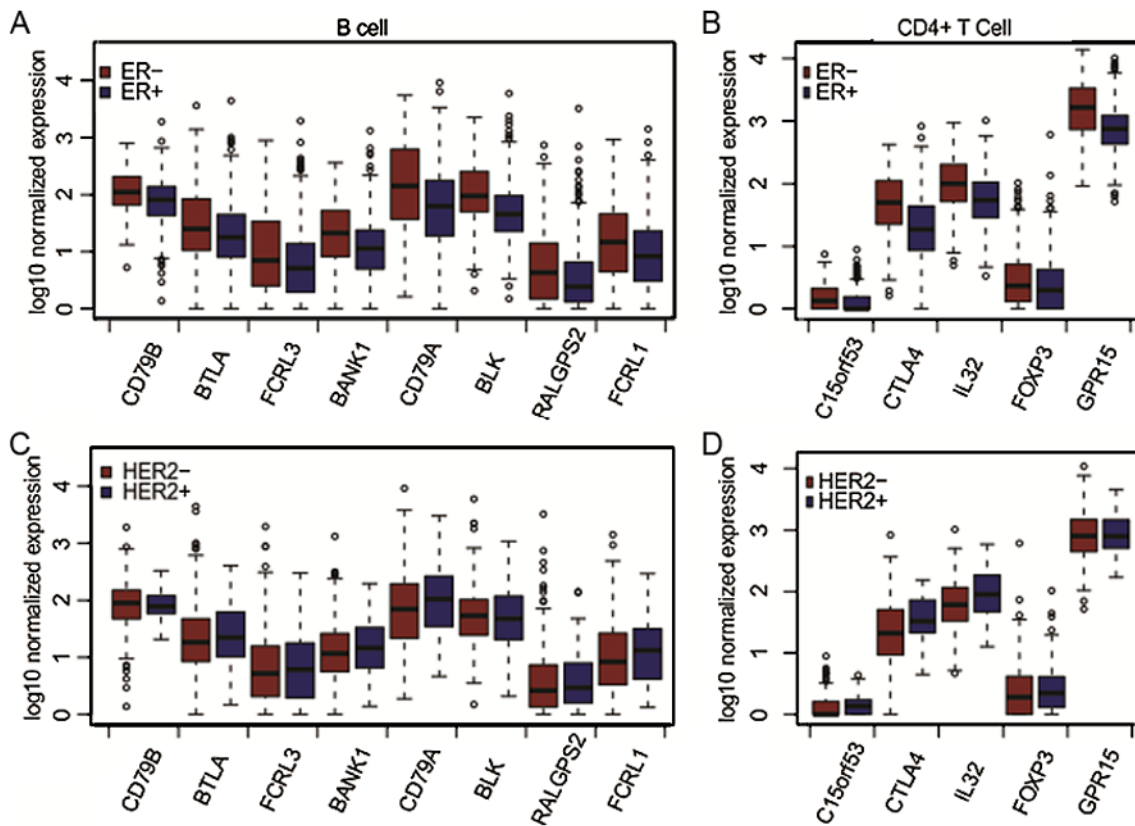 A
B cell
ER−
ER+
log10 normalized expression
4
3
2
1
0
CD79B
BTLA
FCRL3
BANK1
CD79A
BLK
RALGPS2
FCRL1
B
CD4+ T Cell
ER−
ER+
log10 normalized expression
4
3
2
1
0
C15orf53
CTLA4
IL32
FOXP3
GPR15
C
HER2−
HER2+
log10 normalized expression
4
3
2
1
0
CD79B
BTLA
FCRL3
BANK1
CD79A
BLK
RALGPS2
FCRL1
D
HER2−
HER2+
log10 normalized expression
4
3
2
1
0
C15orf53
CTLA4
IL32
FOXP3
GPR15